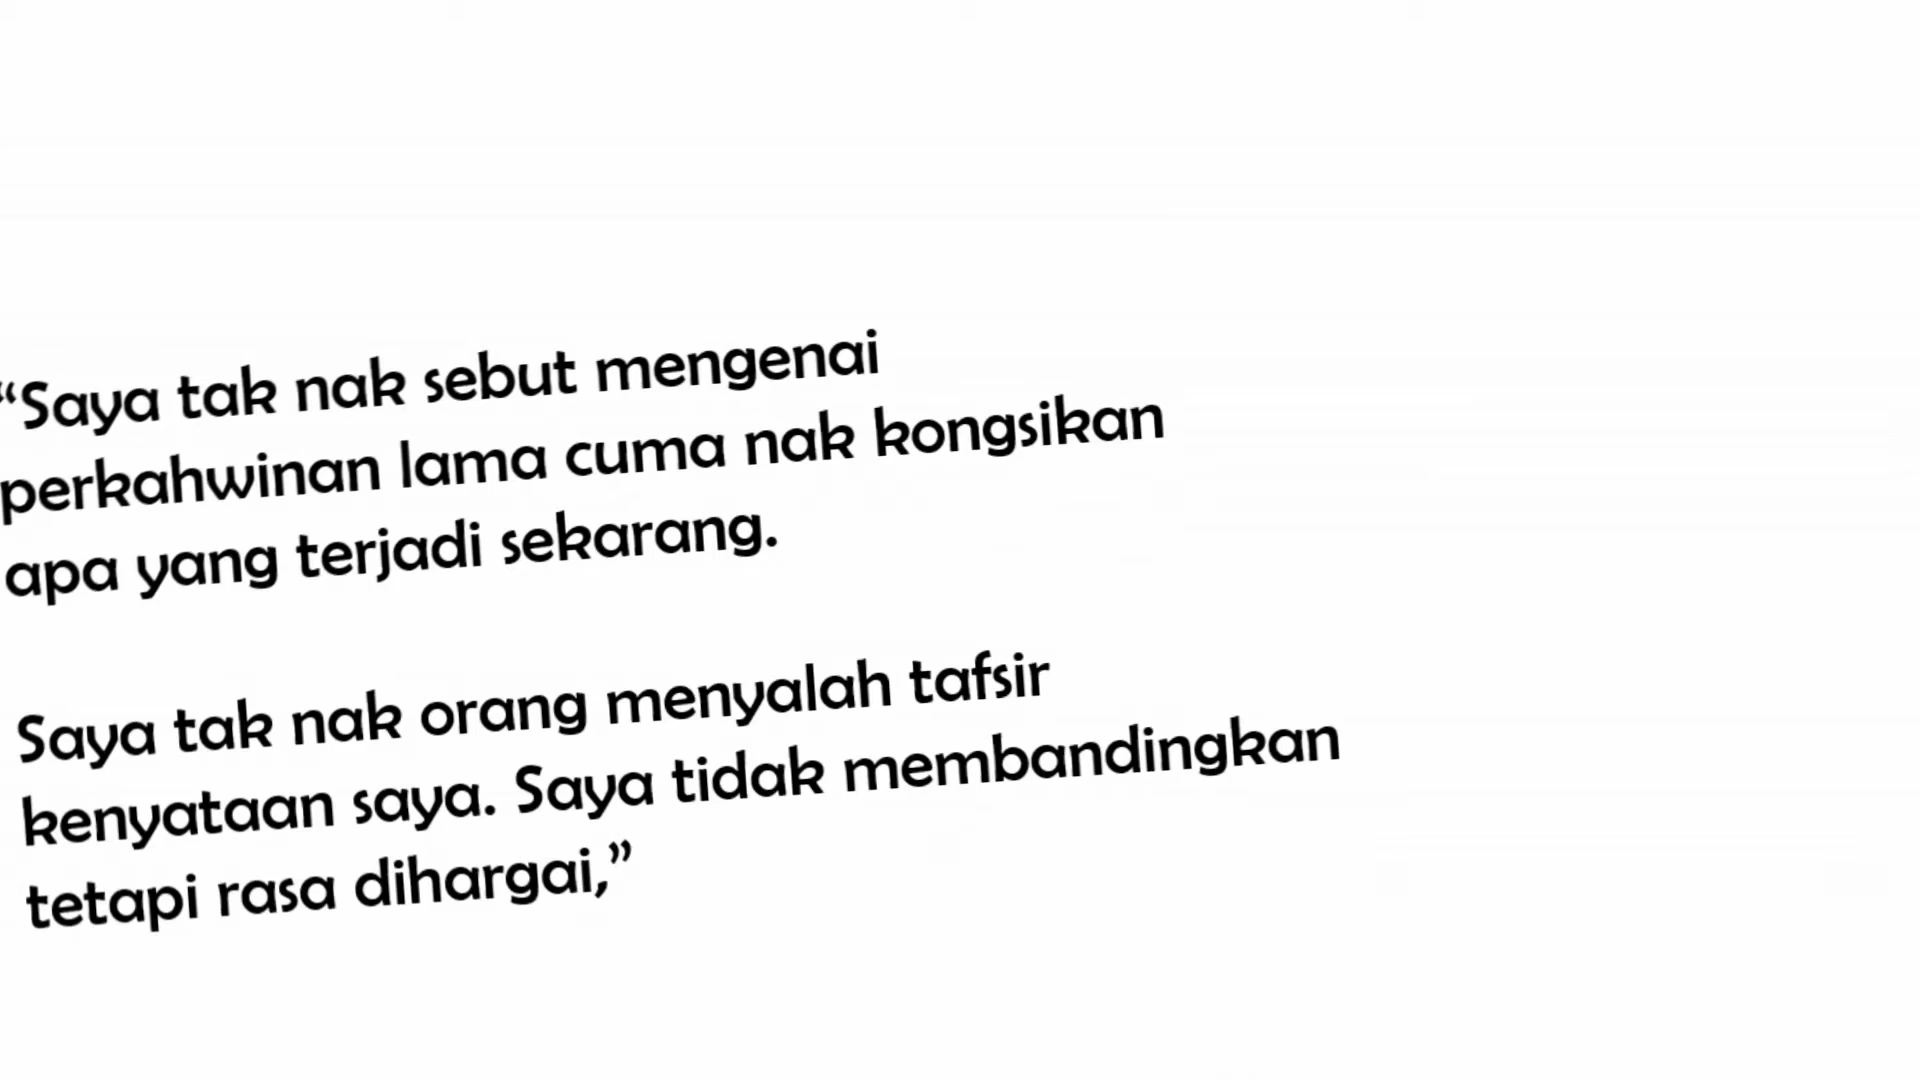 “Saya tak nak sebut mengenai
perkahwinan lama cuma nak kongsikan
apa yang terjadi sekarang.
Saya tak nak orang menyalah tafsir
kenyataan saya. Saya tidak membandingkan
tetapi rasa dihargai,”